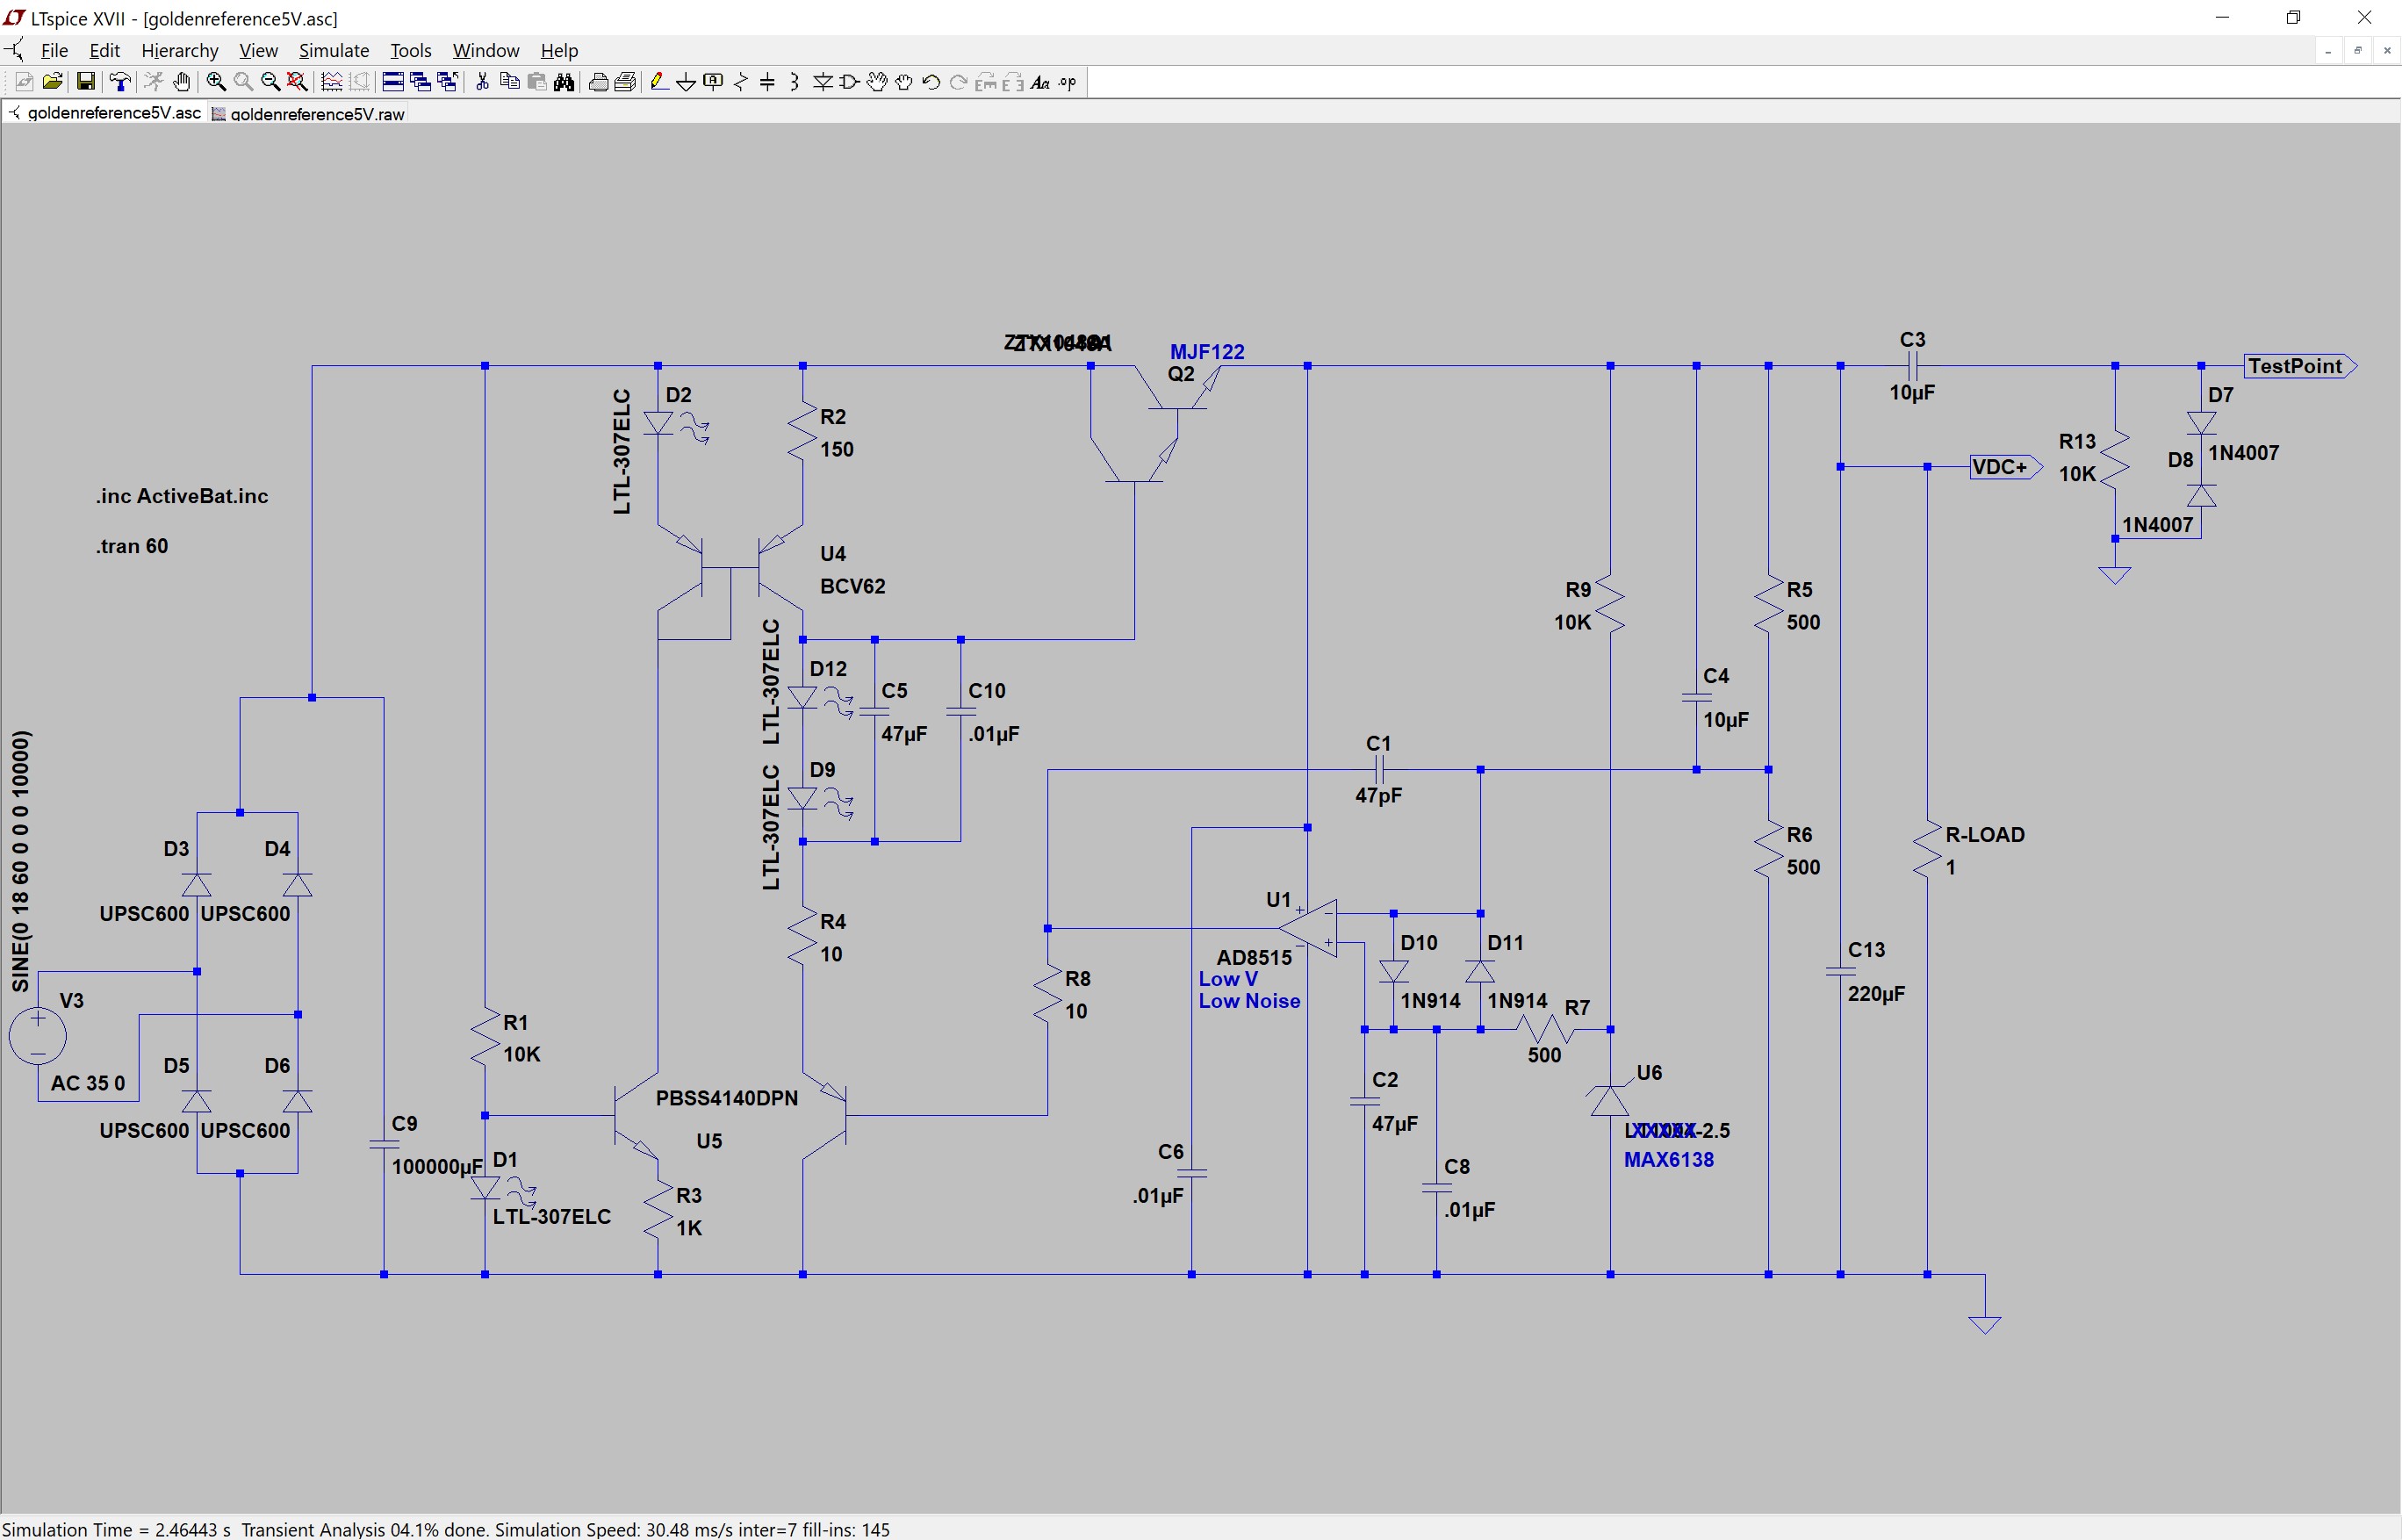 LTspice XVII - [goldenreference5V.asc]
File Edit Hierarchy View Simulate Tools Window Help
goldenreference5V.asc goldenreference5V.raw
.inc ActiveBat.inc
.tran 60
SINE(0 18 60 0 0 0 10000)
V3
AC 35 0
D3
UPSC600
D4
UPSC600
D5
UPSC600
D6
UPSC600
C9
100000µF
R1
10K
D1
LTL-307ELC
D2
LTL-307ELC
R2
150
U4
BCV62
D12
LTL-307ELC
D9
LTL-307ELC
C5
47µF
C10
.01µF
R4
10
PBSS4140DPN
U5
R3
1K
MJF122
Q2
R8
10
C1
47pF
U1
AD8515
Low V
Low Noise
D10
1N914
D11
1N914
R7
500
C2
47µF
C6
.01µF
C8
.01µF
R9
10K
U6
-2.5
MAX6138
C4
10µF
R5
500
R6
500
C13
220µF
R-LOAD
1
VDC+
C3
10µF
TestPoint
R13
10K
D7
1N4007
D8
1N4007
Simulation Time = 2.46443 s Transient Analysis 04.1% done. Simulation Speed: 30.48 ms/s inter=7 fill-ins: 145